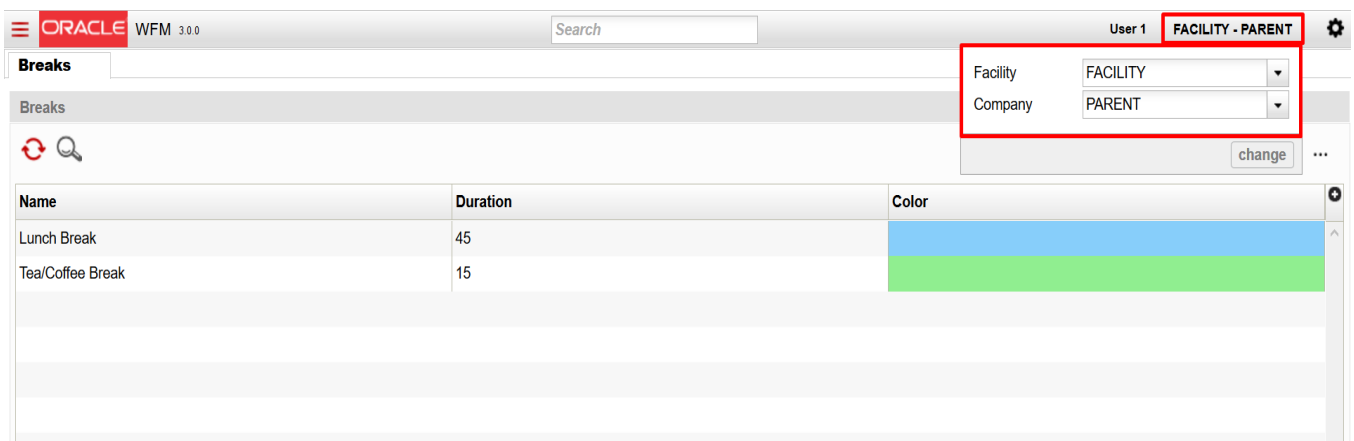 ORACLE WFM 3.0.0 Search User 1 FACILITY - PARENT
Breaks
Facility FACILITY
Breaks
Company PARENT
change ...
Name Duration Color
Lunch Break 45
Tea/Coffee Break 15